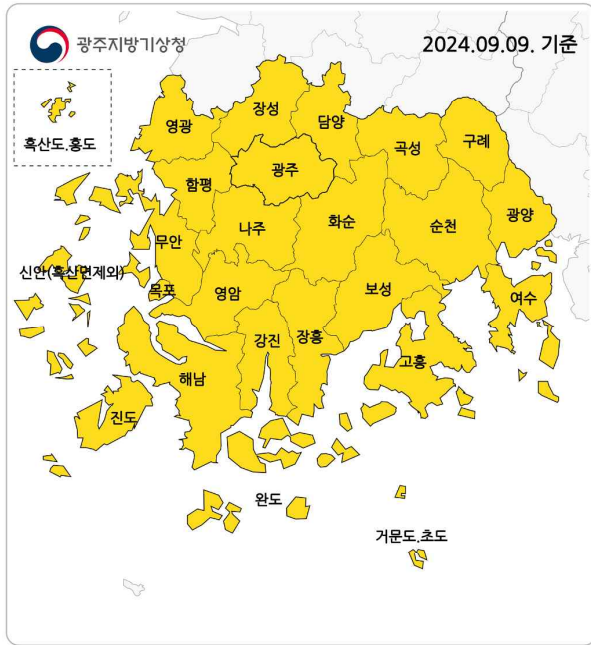 광주지방기상청
2024.09.09. 기준
흑산도.홍도
영광
장성
담양
곡성
구례
함평
광주
무안
나주
화순
순천
광양
신안(흑산면제외)
목포
영암
보성
여수
강진
장흥
고흥
해남
진도
완도
거문도.초도